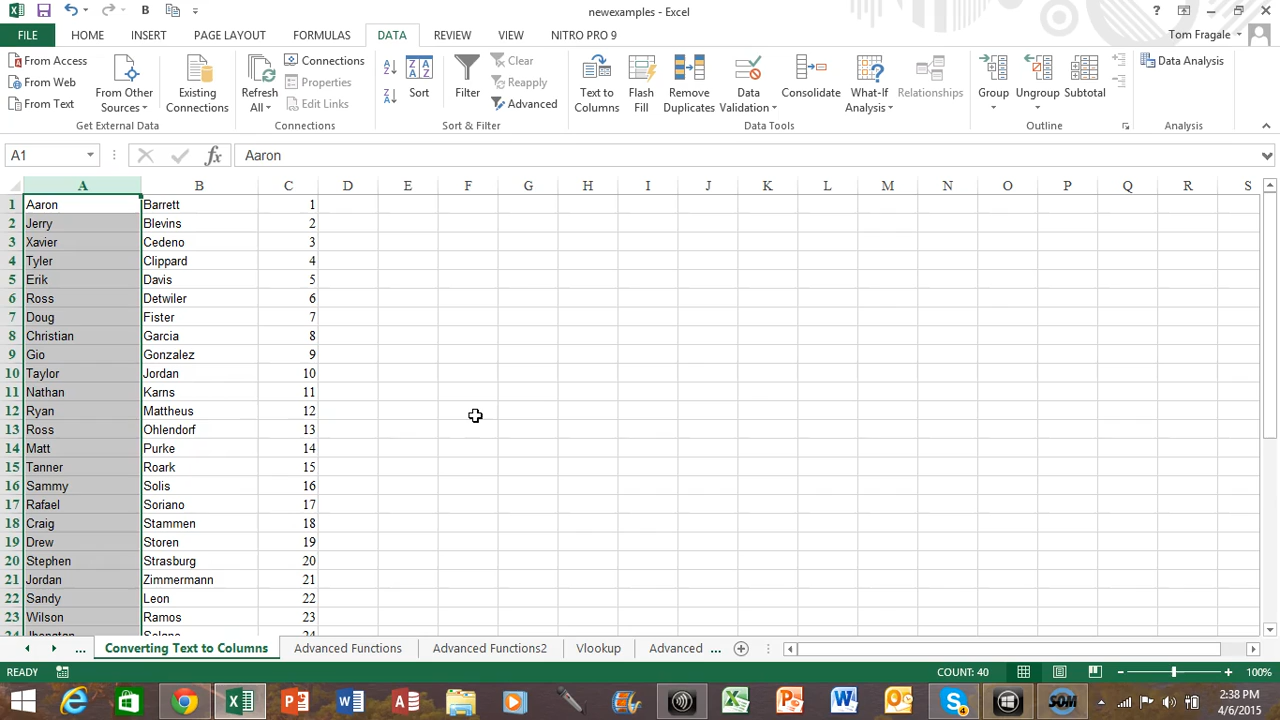 newexamples - Excel
FILE HOME INSERT PAGE LAYOUT FORMULAS DATA REVIEW VIEW NITRO PRO 9 Tom Fragale
From Access
From Web
From Text
From Other Sources
Existing Connections
Get External Data
Refresh All
Connections
Properties
Edit Links
Connections
Sort
Filter
Clear
Reapply
Advanced
Sort & Filter
Text to Columns
Flash Fill
Remove Duplicates
Data Validation
Consolidate
What-If Analysis
Relationships
Data Tools
Group
Ungroup
Subtotal
Outline
Data Analysis
Analysis
A1 fx Aaron
A B C D E F G H I J K L M N O P Q R S
1 Aaron Barrett 1
2 Jerry Blevins 2
3 Xavier Cedeno 3
4 Tyler Clippard 4
5 Erik Davis 5
6 Ross Detwiler 6
7 Doug Fister 7
8 Christian Garcia 8
9 Gio Gonzalez 9
10 Taylor Jordan 10
11 Nathan Karns 11
12 Ryan Mattheus 12
13 Ross Ohlendorf 13
14 Matt Purke 14
15 Tanner Roark 15
16 Sammy Solis 16
17 Rafael Soriano 17
18 Craig Stammen 18
19 Drew Storen 19
20 Stephen Strasburg 20
21 Jordan Zimmermann 21
22 Sandy Leon 22
23 Wilson Ramos 23
24 Jhonatan Solano 24
... Converting Text to Columns Advanced Functions Advanced Functions2 Vlookup Advanced ...
READY COUNT: 40 100%
2:38 PM
4/6/2015